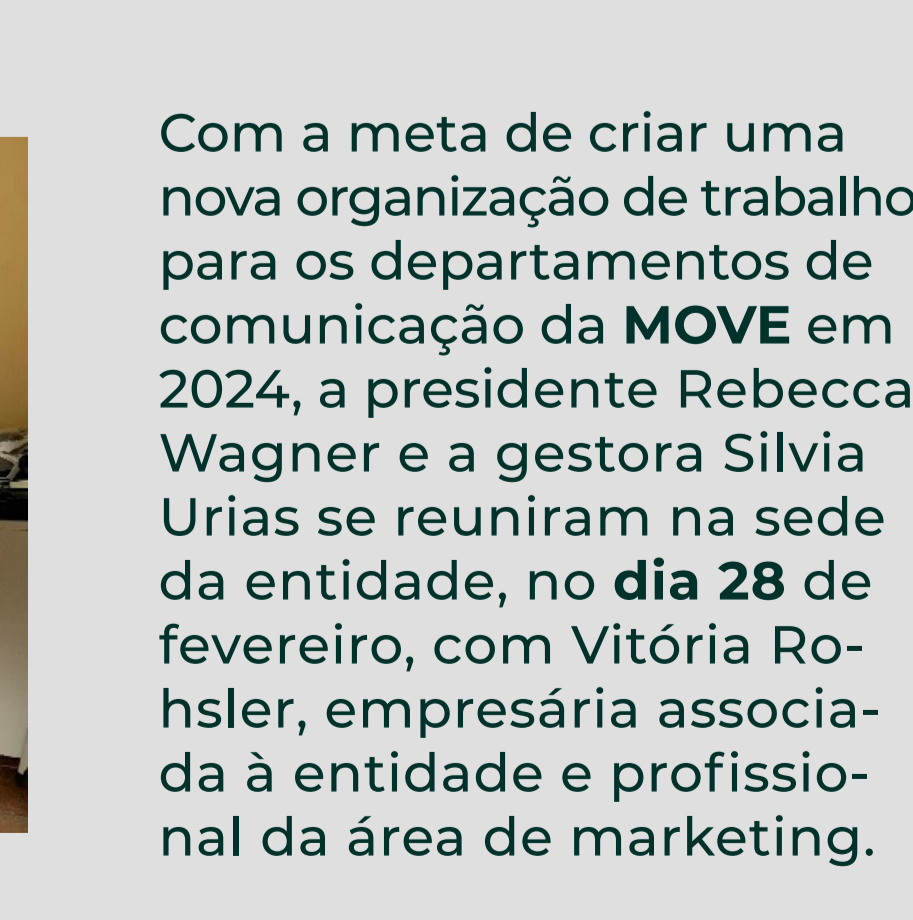 Com a meta de criar uma
nova organização de trabalho
para os departamentos de
comunicação da MOVE em
2024, a presidente Rebecca
Wagner e a gestora Silvia
Urias se reuniram na sede
da entidade, no dia 28 de
fevereiro, com Vitória Ro-
hsler, empresária associa-
da à entidade e profissio-
nal da área de marketing.